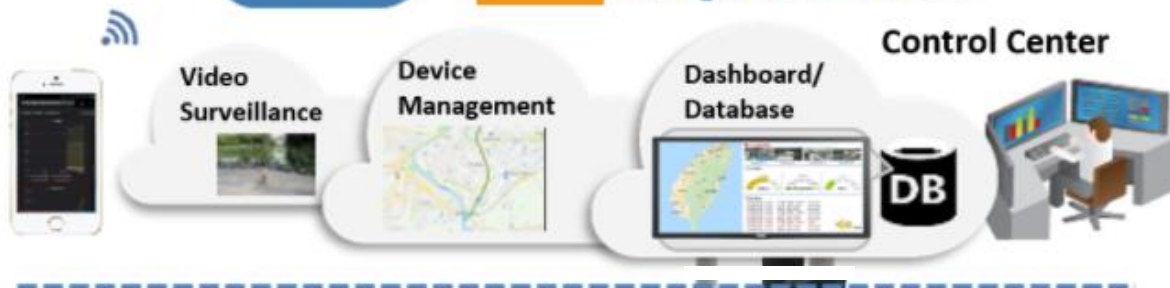 Control Center
Video
Surveillance
Device
Management
Dashboard/
Database
DB